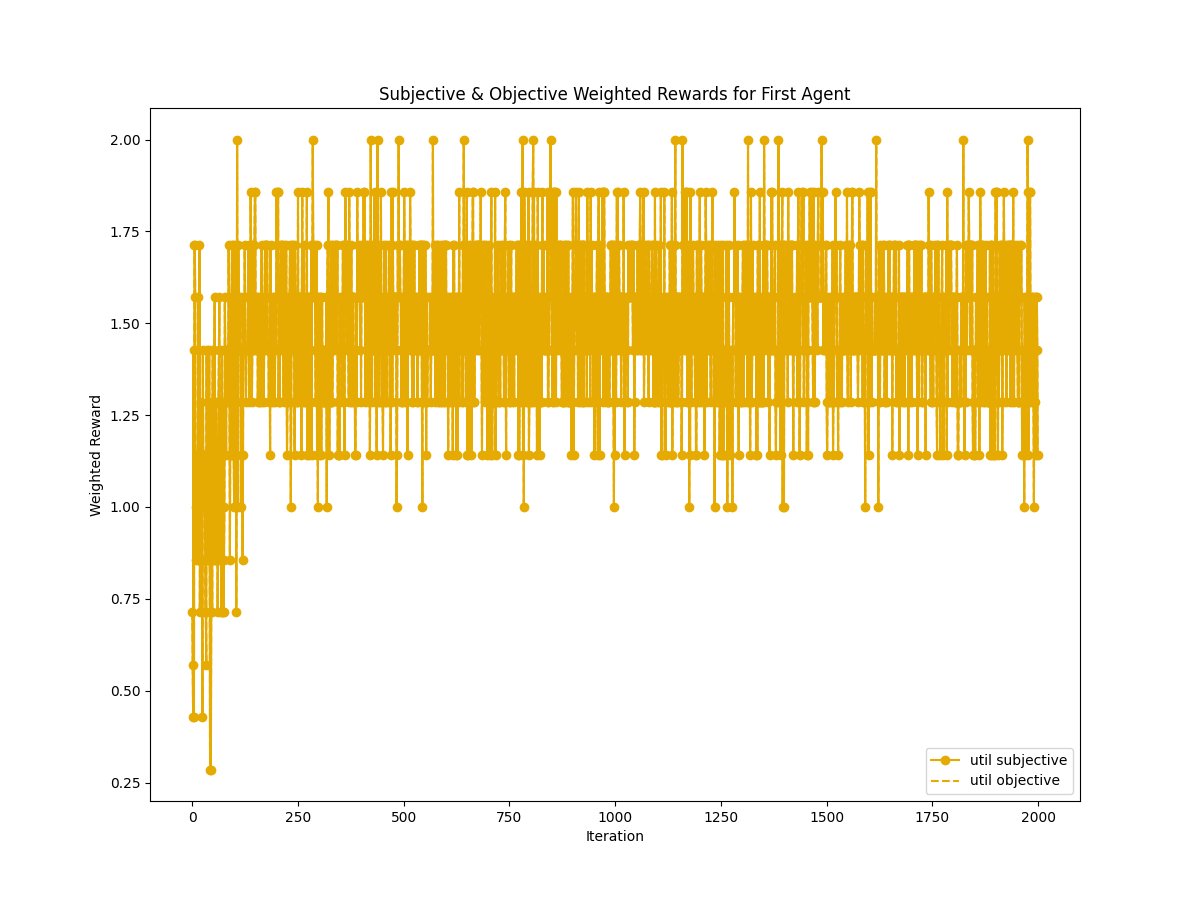 Subjective & Objective Weighted Rewards for First Agent
2.00
1.75
1.50
1.25
1.00
0.75
0.50
0.25
Weighted Reward
util subjective
util objective
0 250 500 750 1000 1250 1500 1750 2000
Iteration